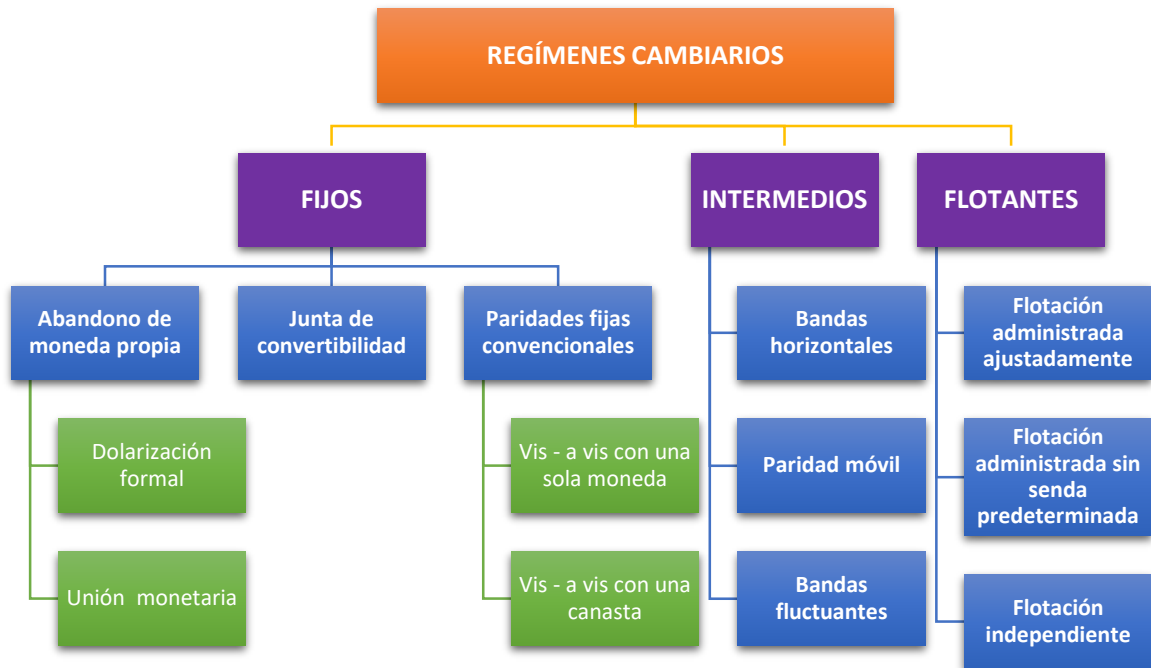 REGÍMENES CAMBIARIOS
FIJOS
INTERMEDIOS
FLOTANTES
Abandono de
moneda propia
Junta de
convertibilidad
Paridades fijas
convencionales
Bandas
horizontales
Flotación
administrada
ajustadamente
Dolarización
formal
Vis - a vis con una
sola moneda
Paridad móvil
Flotación
administrada sin
senda
predeterminada
Unión  monetaria
Vis - a vis con una
canasta
Bandas
fluctuantes
Flotación
independiente